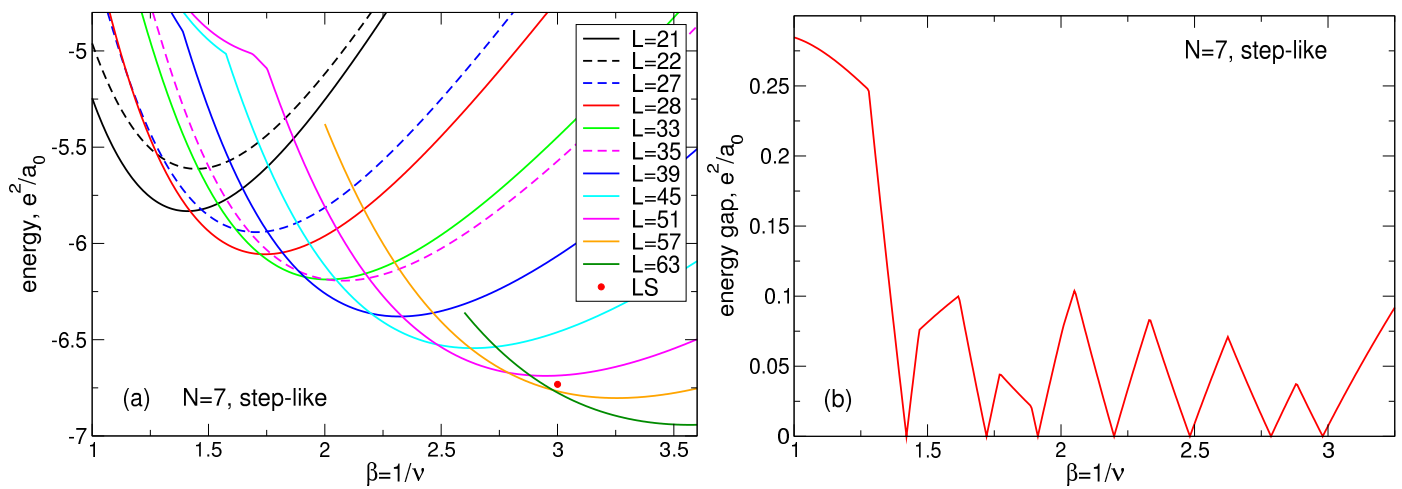 -5
-5.5
-6
-6.5
-7
energy, e²/a₀
1
1.5
2
2.5
3
3.5
β=1/ν
(a)
N=7, step-like
L=21
L=22
L=27
L=28
L=33
L=35
L=39
L=45
L=51
L=57
L=63
LS
0.25
0.2
0.15
0.1
0.05
0
energy gap, e²/a₀
1
1.5
2
2.5
3
β=1/ν
(b)
N=7, step-like